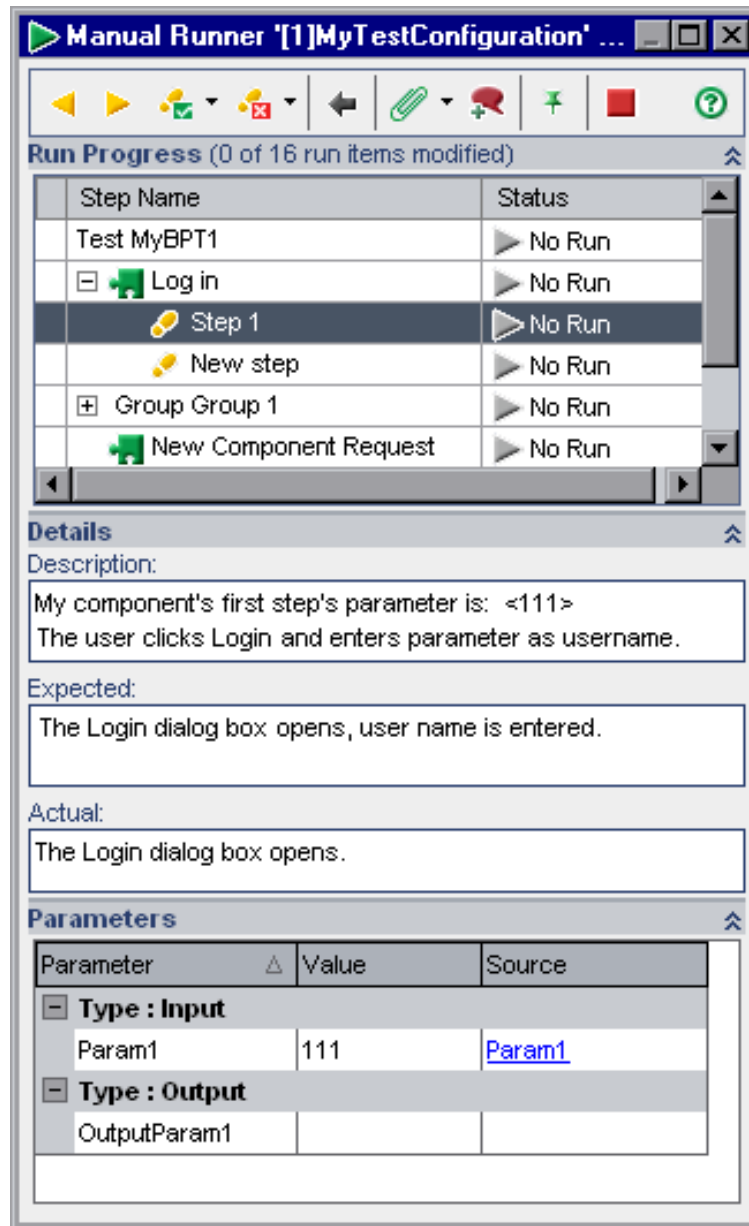 Manual Runner '[1]MyTestConfiguration' ...
Run Progress (0 of 16 run items modified)
Step Name Status
Test MyBPT1 No Run
Log in No Run
Step 1 No Run
New step No Run
Group Group 1 No Run
New Component Request No Run
Details
Description:
My component's first step's parameter is: <111>
The user clicks Login and enters parameter as username.
Expected:
The Login dialog box opens, user name is entered.
Actual:
The Login dialog box opens.
Parameters
Parameter Value Source
Type : Input
Param1 111 Param1
Type : Output
OutputParam1